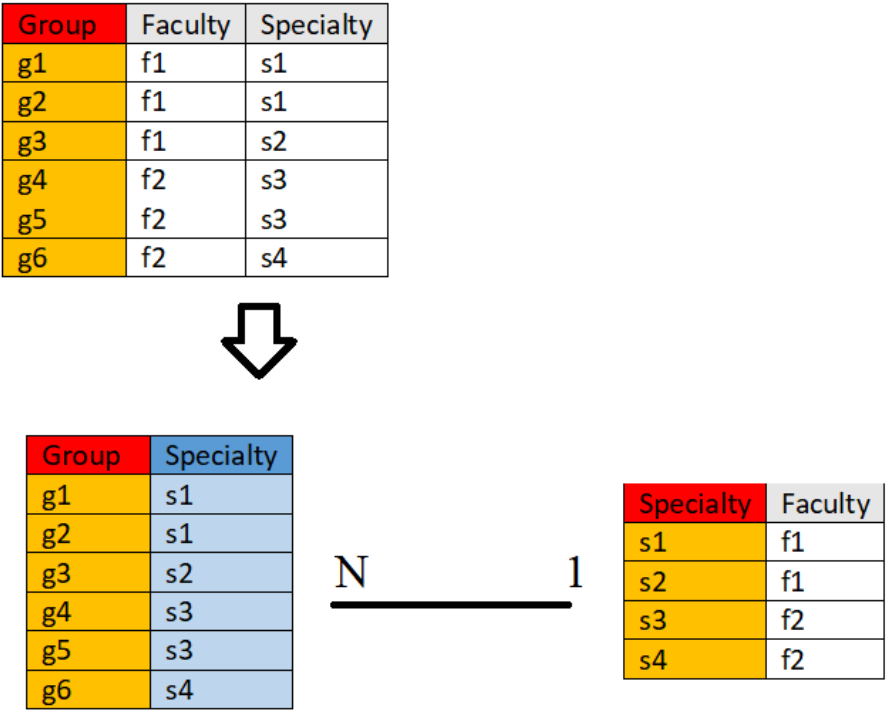 Group Faculty Specialty
g1 f1 s1
g2 f1 s1
g3 f1 s2
g4 f2 s3
g5 f2 s3
g6 f2 s4
Group Specialty
g1 s1
g2 s1
g3 s2
g4 s3
g5 s3
g6 s4
N 1
Specialty Faculty
s1 f1
s2 f1
s3 f2
s4 f2